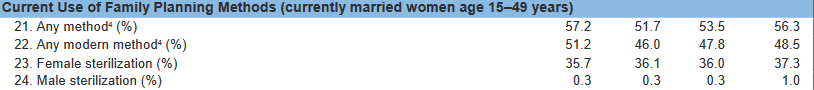 Current Use of Family Planning Methods (currently married women age 15–49 years)
21. Any method⁴ (%) 57.2 51.7 53.5 56.3
22. Any modern method⁴ (%) 51.2 46.0 47.8 48.5
23. Female sterilization (%) 35.7 36.1 36.0 37.3
24. Male sterilization (%) 0.3 0.3 0.3 1.0